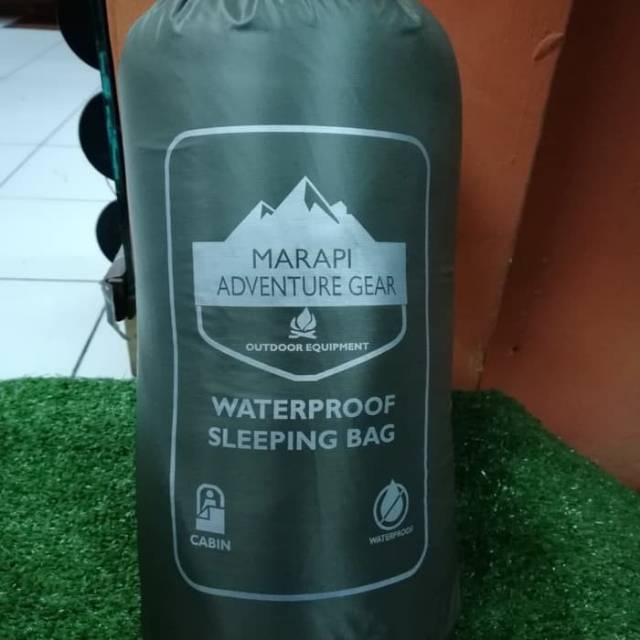 MARAPI
ADVENTURE GEAR
OUTDOOR EQUIPMENT
WATERPROOF
SLEEPING BAG
CABIN
WATERPROOF